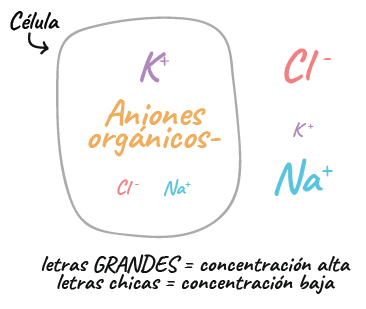 Célula
K+
Cl-
Aniones
orgánicos-
K+
Cl-
Na+
Na+
letras GRANDES = concentración alta
letras chicas = concentración baja